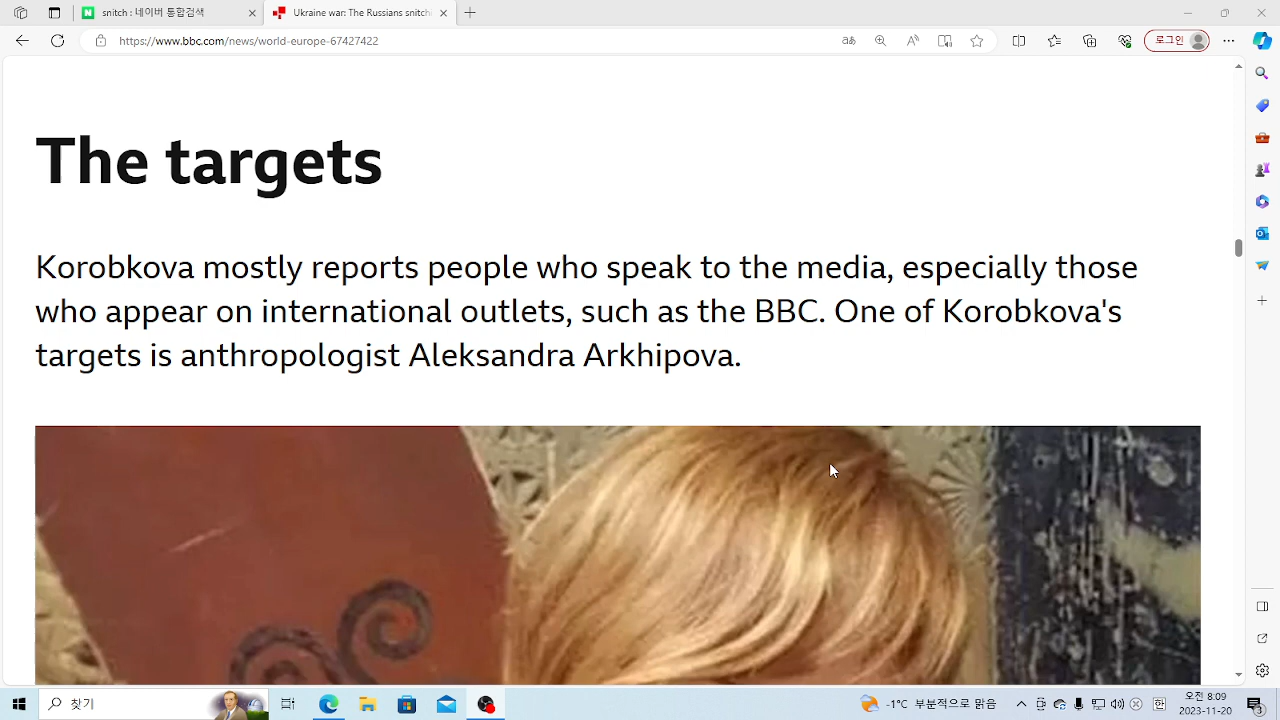 snitch : 네이버 통합검색
Ukraine war: The Russians snitchi
https://www.bbc.com/news/world-europe-67427422
로그인
The targets
Korobkova mostly reports people who speak to the media, especially those
who appear on international outlets, such as the BBC. One of Korobkova's
targets is anthropologist Aleksandra Arkhipova.
찾기
-1°C 부분적으로 맑음
오전 8:09
2023-11-20
3